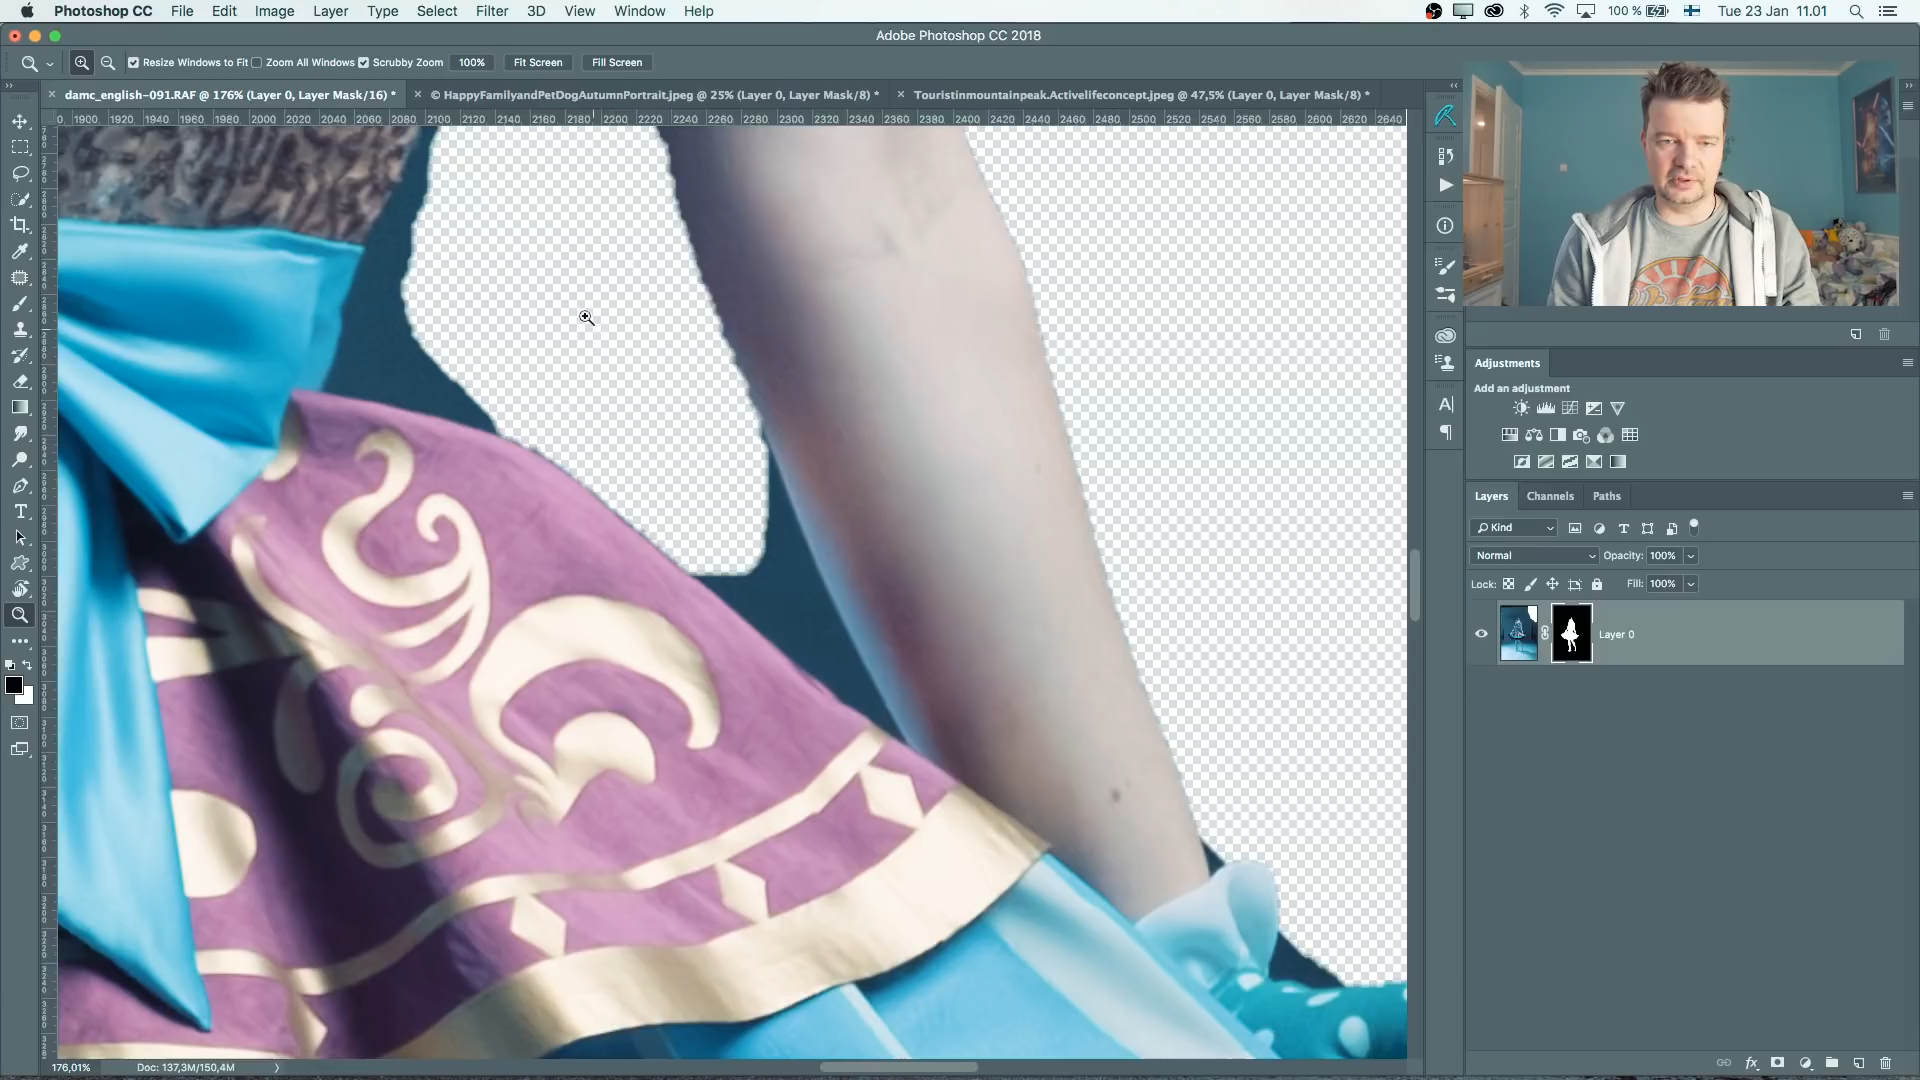 Photoshop CC File Edit Image Layer Type Select Filter 3D View Window Help 100 % Tue 23 Jan 11.01
Adobe Photoshop CC 2018
Resize Windows to Fit Zoom All Windows Scrubby Zoom 100% Fit Screen Fill Screen
damc_english-091.RAF @ 176% (Layer 0, Layer Mask/16) * © HappyFamilyandPetDogAutumnPortrait.jpeg @ 25% (Layer 0, Layer Mask/8) * Touristinmountainpeak.Activelifeconcept.jpeg @ 47,5% (Layer 0, Layer Mask/8) *
0, 1900 1920 1940 1960 1980 2000 2020 2040 2060 2080 2100 2120 2140 2160 2180 2200 2220 2240 2260 2280 2300 2320 2340 2360 2380 2400 2420 2440 2460 2480 2500 2520 2540 2560 2580 2600 2620 2640
Adjustments
Add an adjustment
Layers Channels Paths
Kind
Normal Opacity: 100%
Lock: Fill: 100%
Layer 0
176,01% Doc: 137,3M/150,4M